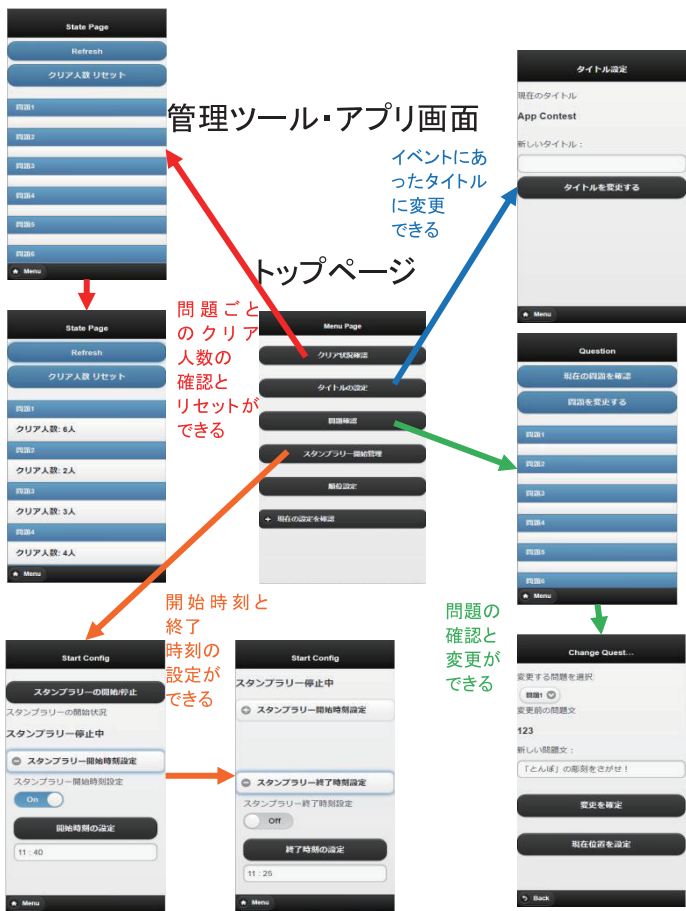 管理ツール・アプリ画面
State Page
Refresh
クリア人数 リセット
問題1
問題2
問題3
問題4
問題5
問題6
Menu
タイトル設定
現在のタイトル
App Contest
新しいタイトル：
タイトルを変更する
Menu
イベントにあ
ったタイトル
に変更
できる
トップページ
Menu Page
クリア状況確認
タイトルの設定
問題確認
スタンプラリー開始管理
順位設定
現在の設定を確認
問題ごと
のクリア
人数の
確認と
リセットが
できる
State Page
Refresh
クリア人数 リセット
問題1
クリア人数: 6人
問題2
クリア人数: 2人
問題3
クリア人数: 3人
問題4
クリア人数: 4人
Menu
Question
現在の問題を確認
問題を変更する
問題1
問題2
問題3
問題4
問題5
問題6
Menu
開始時刻と
終了
時刻の
設定が
できる
問題の
確認と
変更が
できる
Start Config
スタンプラリーの開始/停止
スタンプラリーの開始状況
スタンプラリー停止中
スタンプラリー開始時刻設定
スタンプラリー開始時刻設定
On
開始時刻の設定
11 : 40
Menu
Start Config
スタンプラリー停止中
スタンプラリー開始時刻設定
スタンプラリー終了時刻設定
スタンプラリー終了時刻設定
Off
終了時刻の設定
11 : 25
Menu
Change Quest...
変更する問題を選択
問題1
変更前の問題文
123
新しい問題文：
「とんぼ」の彫刻をさがせ！
変更を確定
現在位置を設定
Back